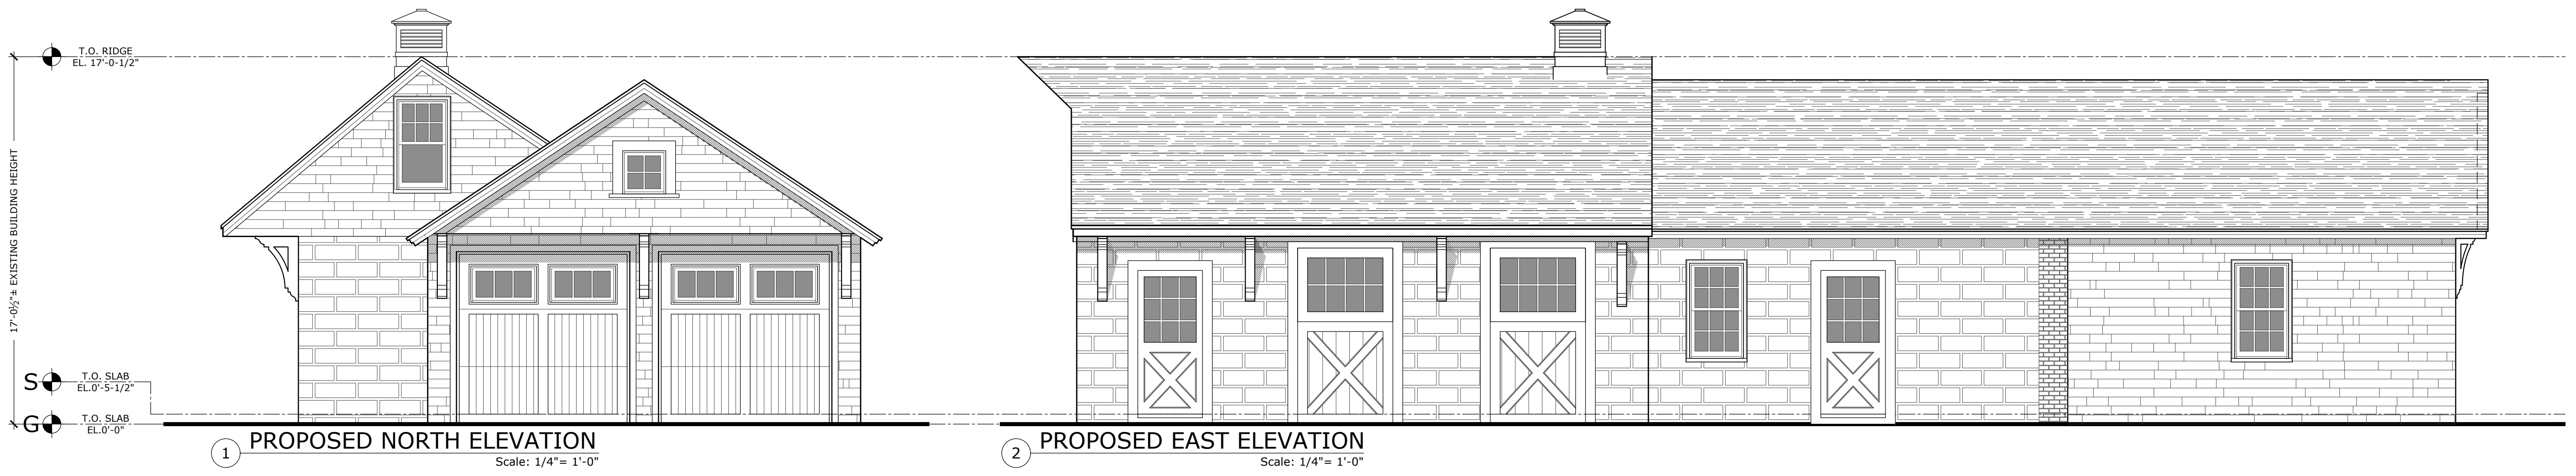 T.O. RIDGE
EL. 17'-0-1/2"
17'-0½"± EXISTING BUILDING HEIGHT
S
T.O. SLAB
EL.0'-5-1/2"
G
T.O. SLAB
EL.0'-0"
1
PROPOSED NORTH ELEVATION
Scale: 1/4"= 1'-0"
2
PROPOSED EAST ELEVATION
Scale: 1/4"= 1'-0"